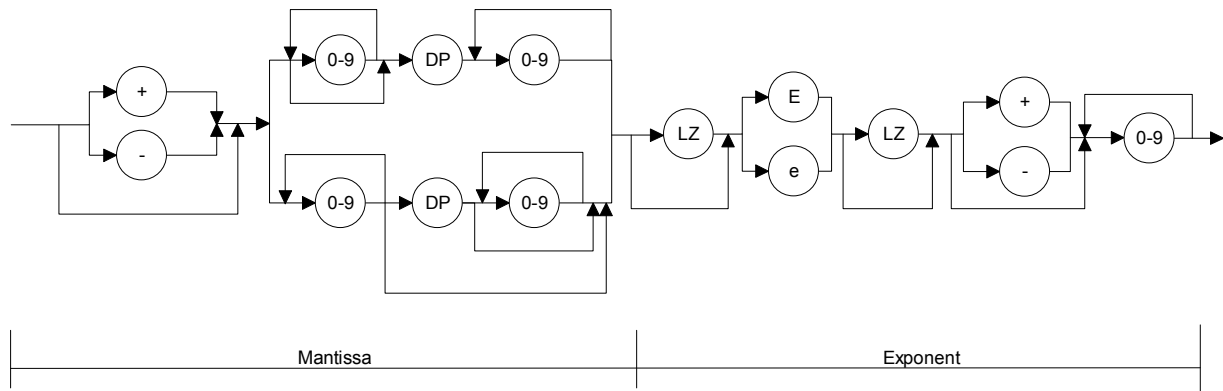 0-9 DP 0-9
+ E +
LZ LZ 0-9
- e -
0-9 DP 0-9
Mantissa Exponent